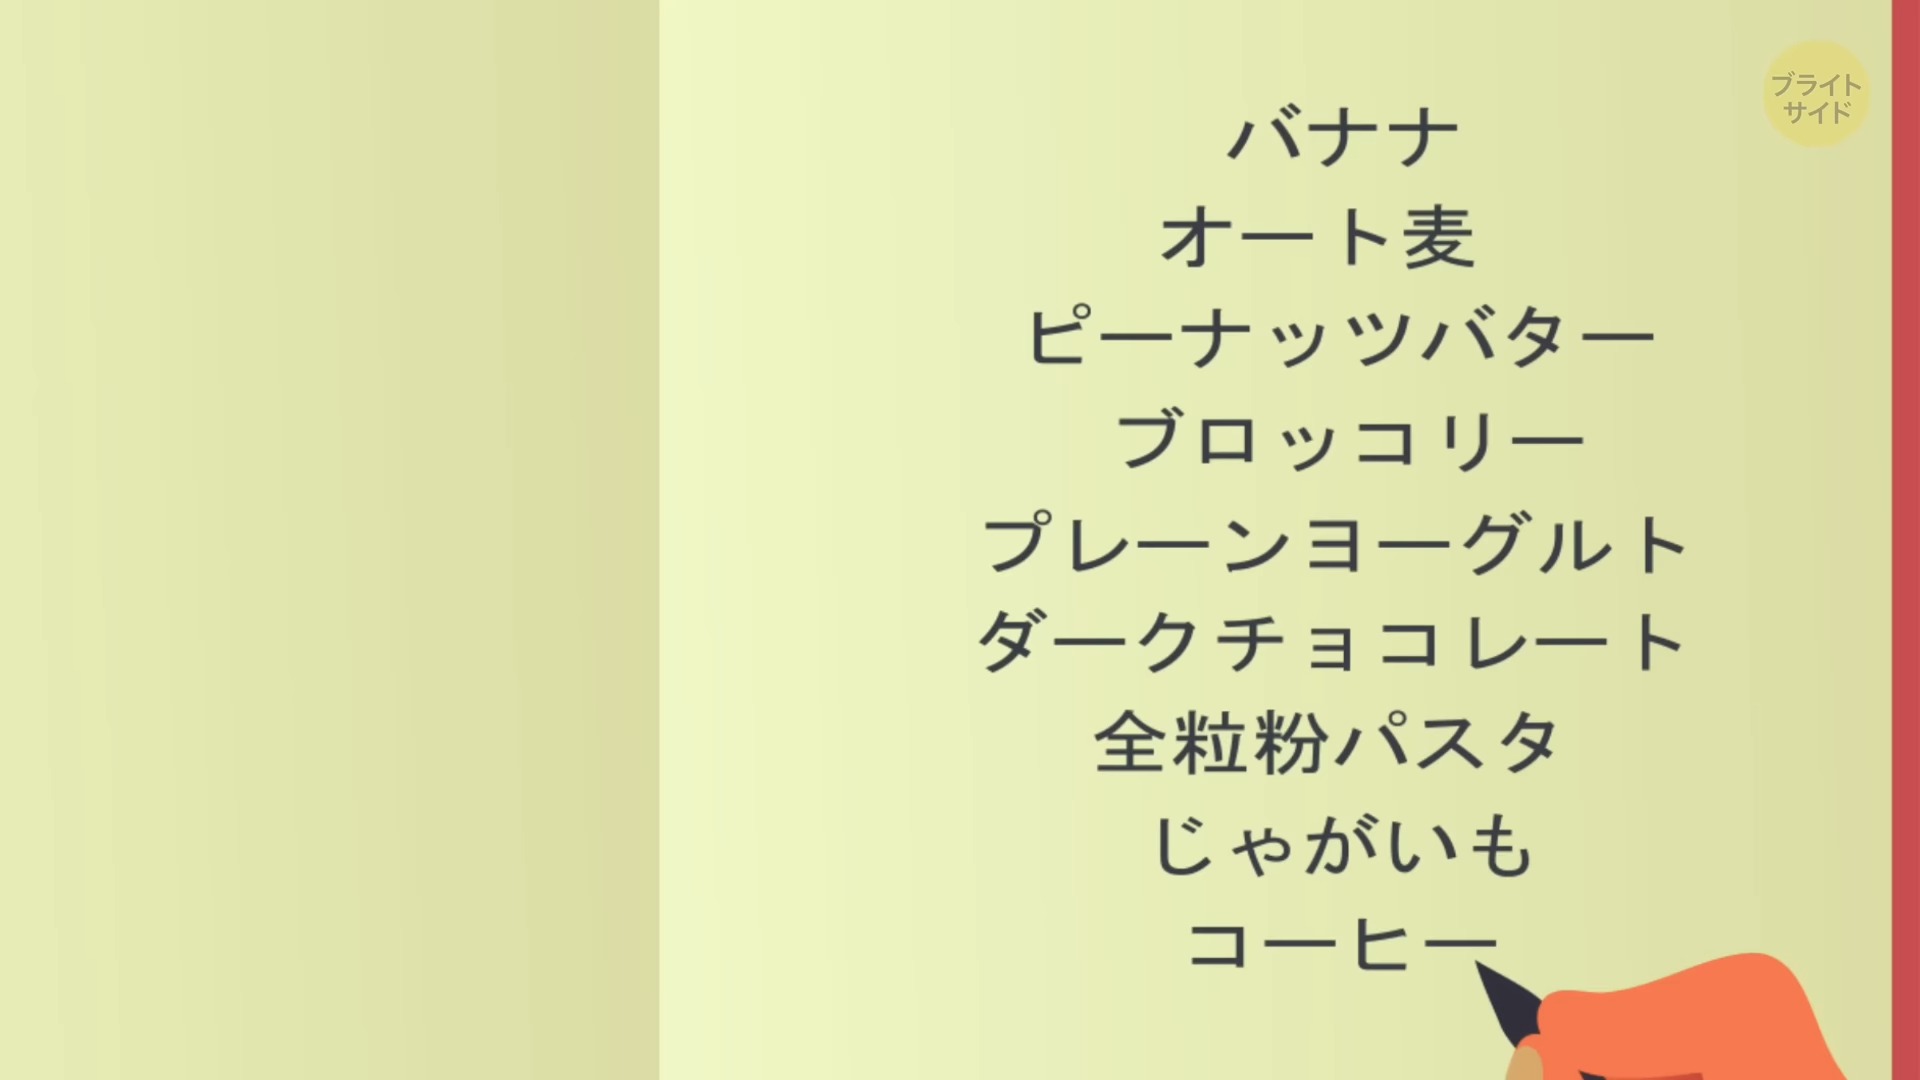 ブライト
サイド
バナナ
オート麦
ピーナッツバター
ブロッコリー
プレーンヨーグルト
ダークチョコレート
全粒粉パスタ
じゃがいも
コーヒー